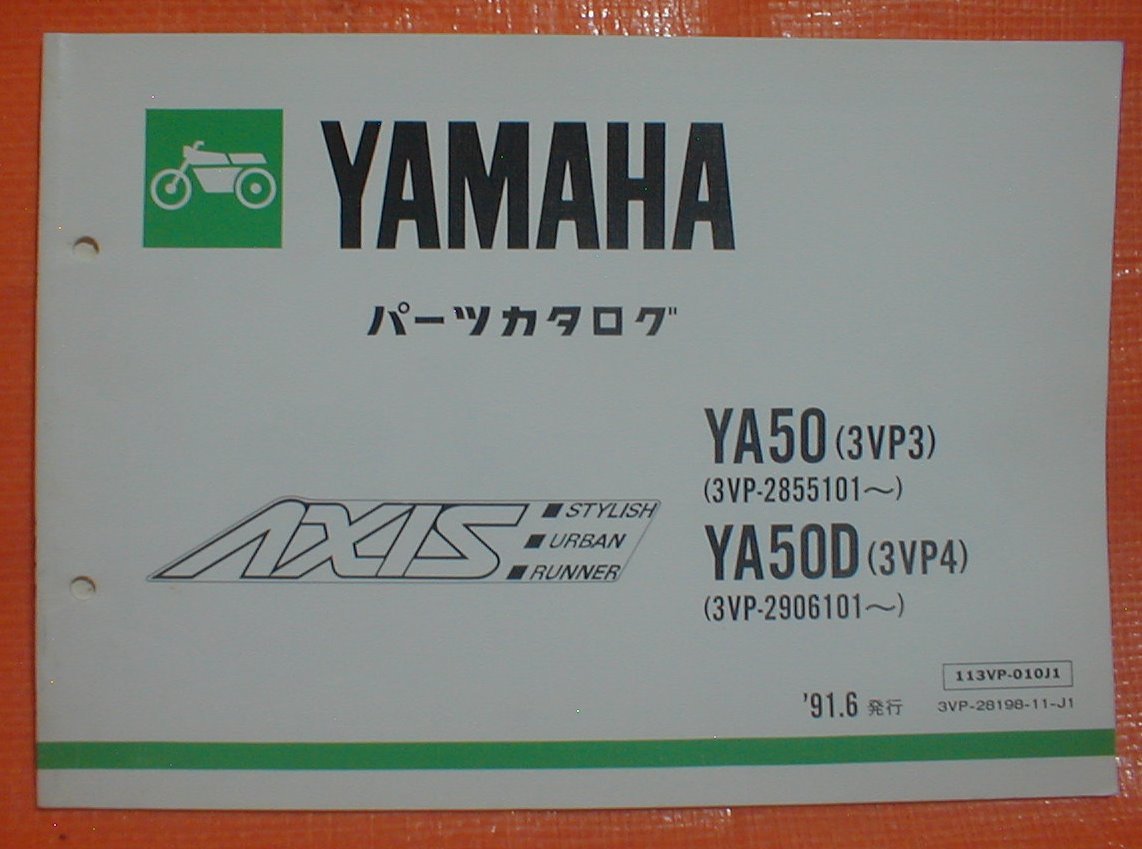 YAMAHA
パーツカタログ
YA50 (3VP3)
(3VP-2855101～)
AXIS
■ STYLISH
■ URBAN
■ RUNNER
YA50D (3VP4)
(3VP-2906101～)
113VP-010J1
'91.6 発行
3VP-28198-11-J1